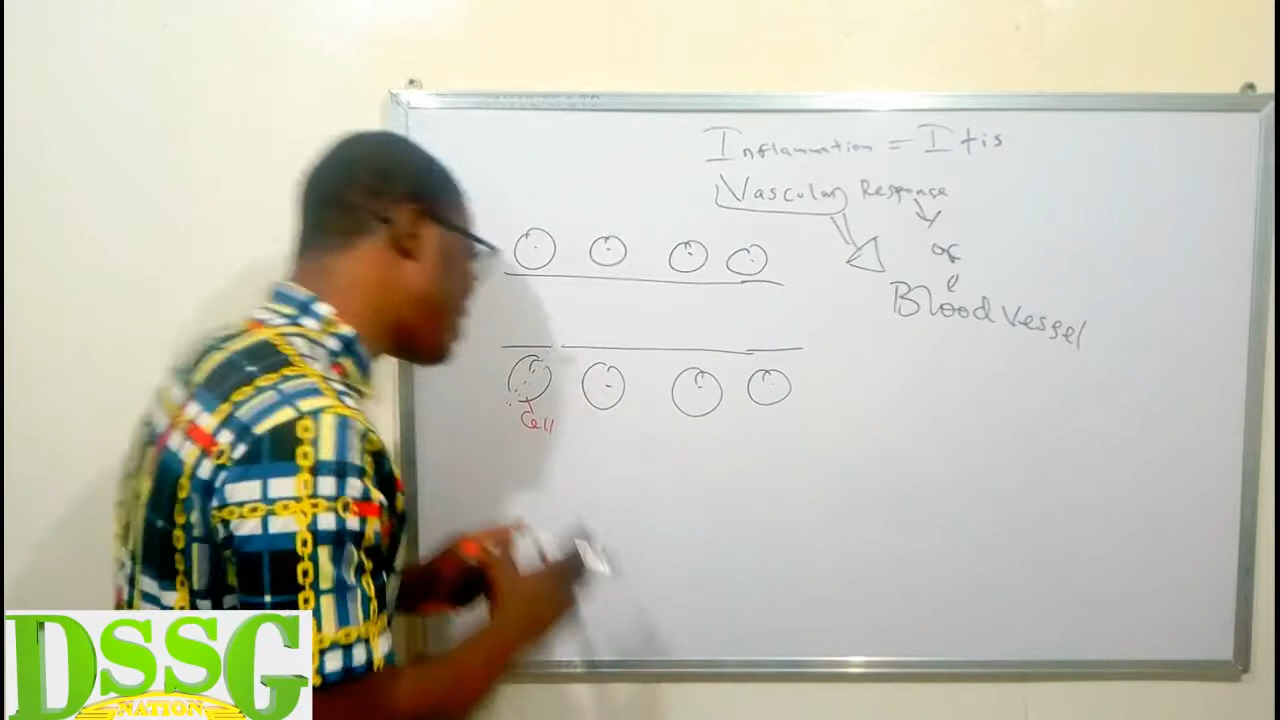 Inflammation = Itis
Vascular Response
of
Blood Vessel
Cell
DSSG
NATION